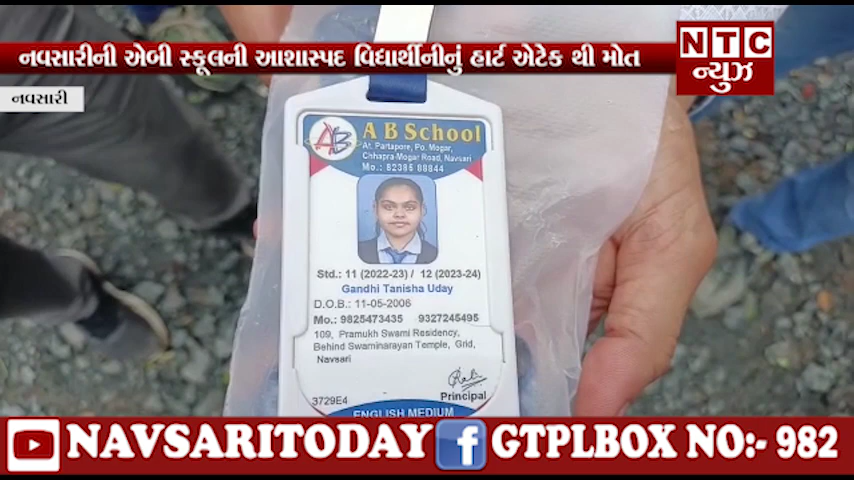 નવસારીની એબી સ્કૂલની આશાસ્પદ વિદ્યાર્થીનીનું હાર્ટ એટેક થી મોત
NTC
ન્યુઝ
નવસારી
AB
A B School
At. Partapore, Po. Mogar,
Chhapra-Mogar Road, Navsari
Mo.: 82385 88844
Std.: 11 (2022-23) / 12 (2023-24)
Gandhi Tanisha Uday
D.O.B.: 11-05-2006
Mo.: 9825473435 9327245495
109, Pramukh Swami Residency,
Behind Swaminarayan Temple, Grid,
Navsari
3729E4
Principal
ENGLISH MEDIUM
NAVSARITODAY f GTPLBOX NO:- 982